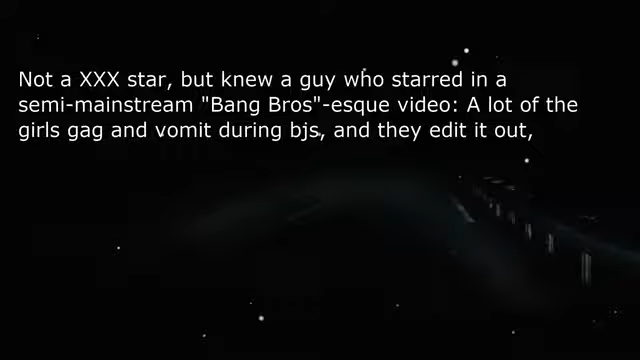 Not a XXX star, but knew a guy who starred in a
semi-mainstream "Bang Bros"-esque video: A lot of the
girls gag and vomit during bjs, and they edit it out,